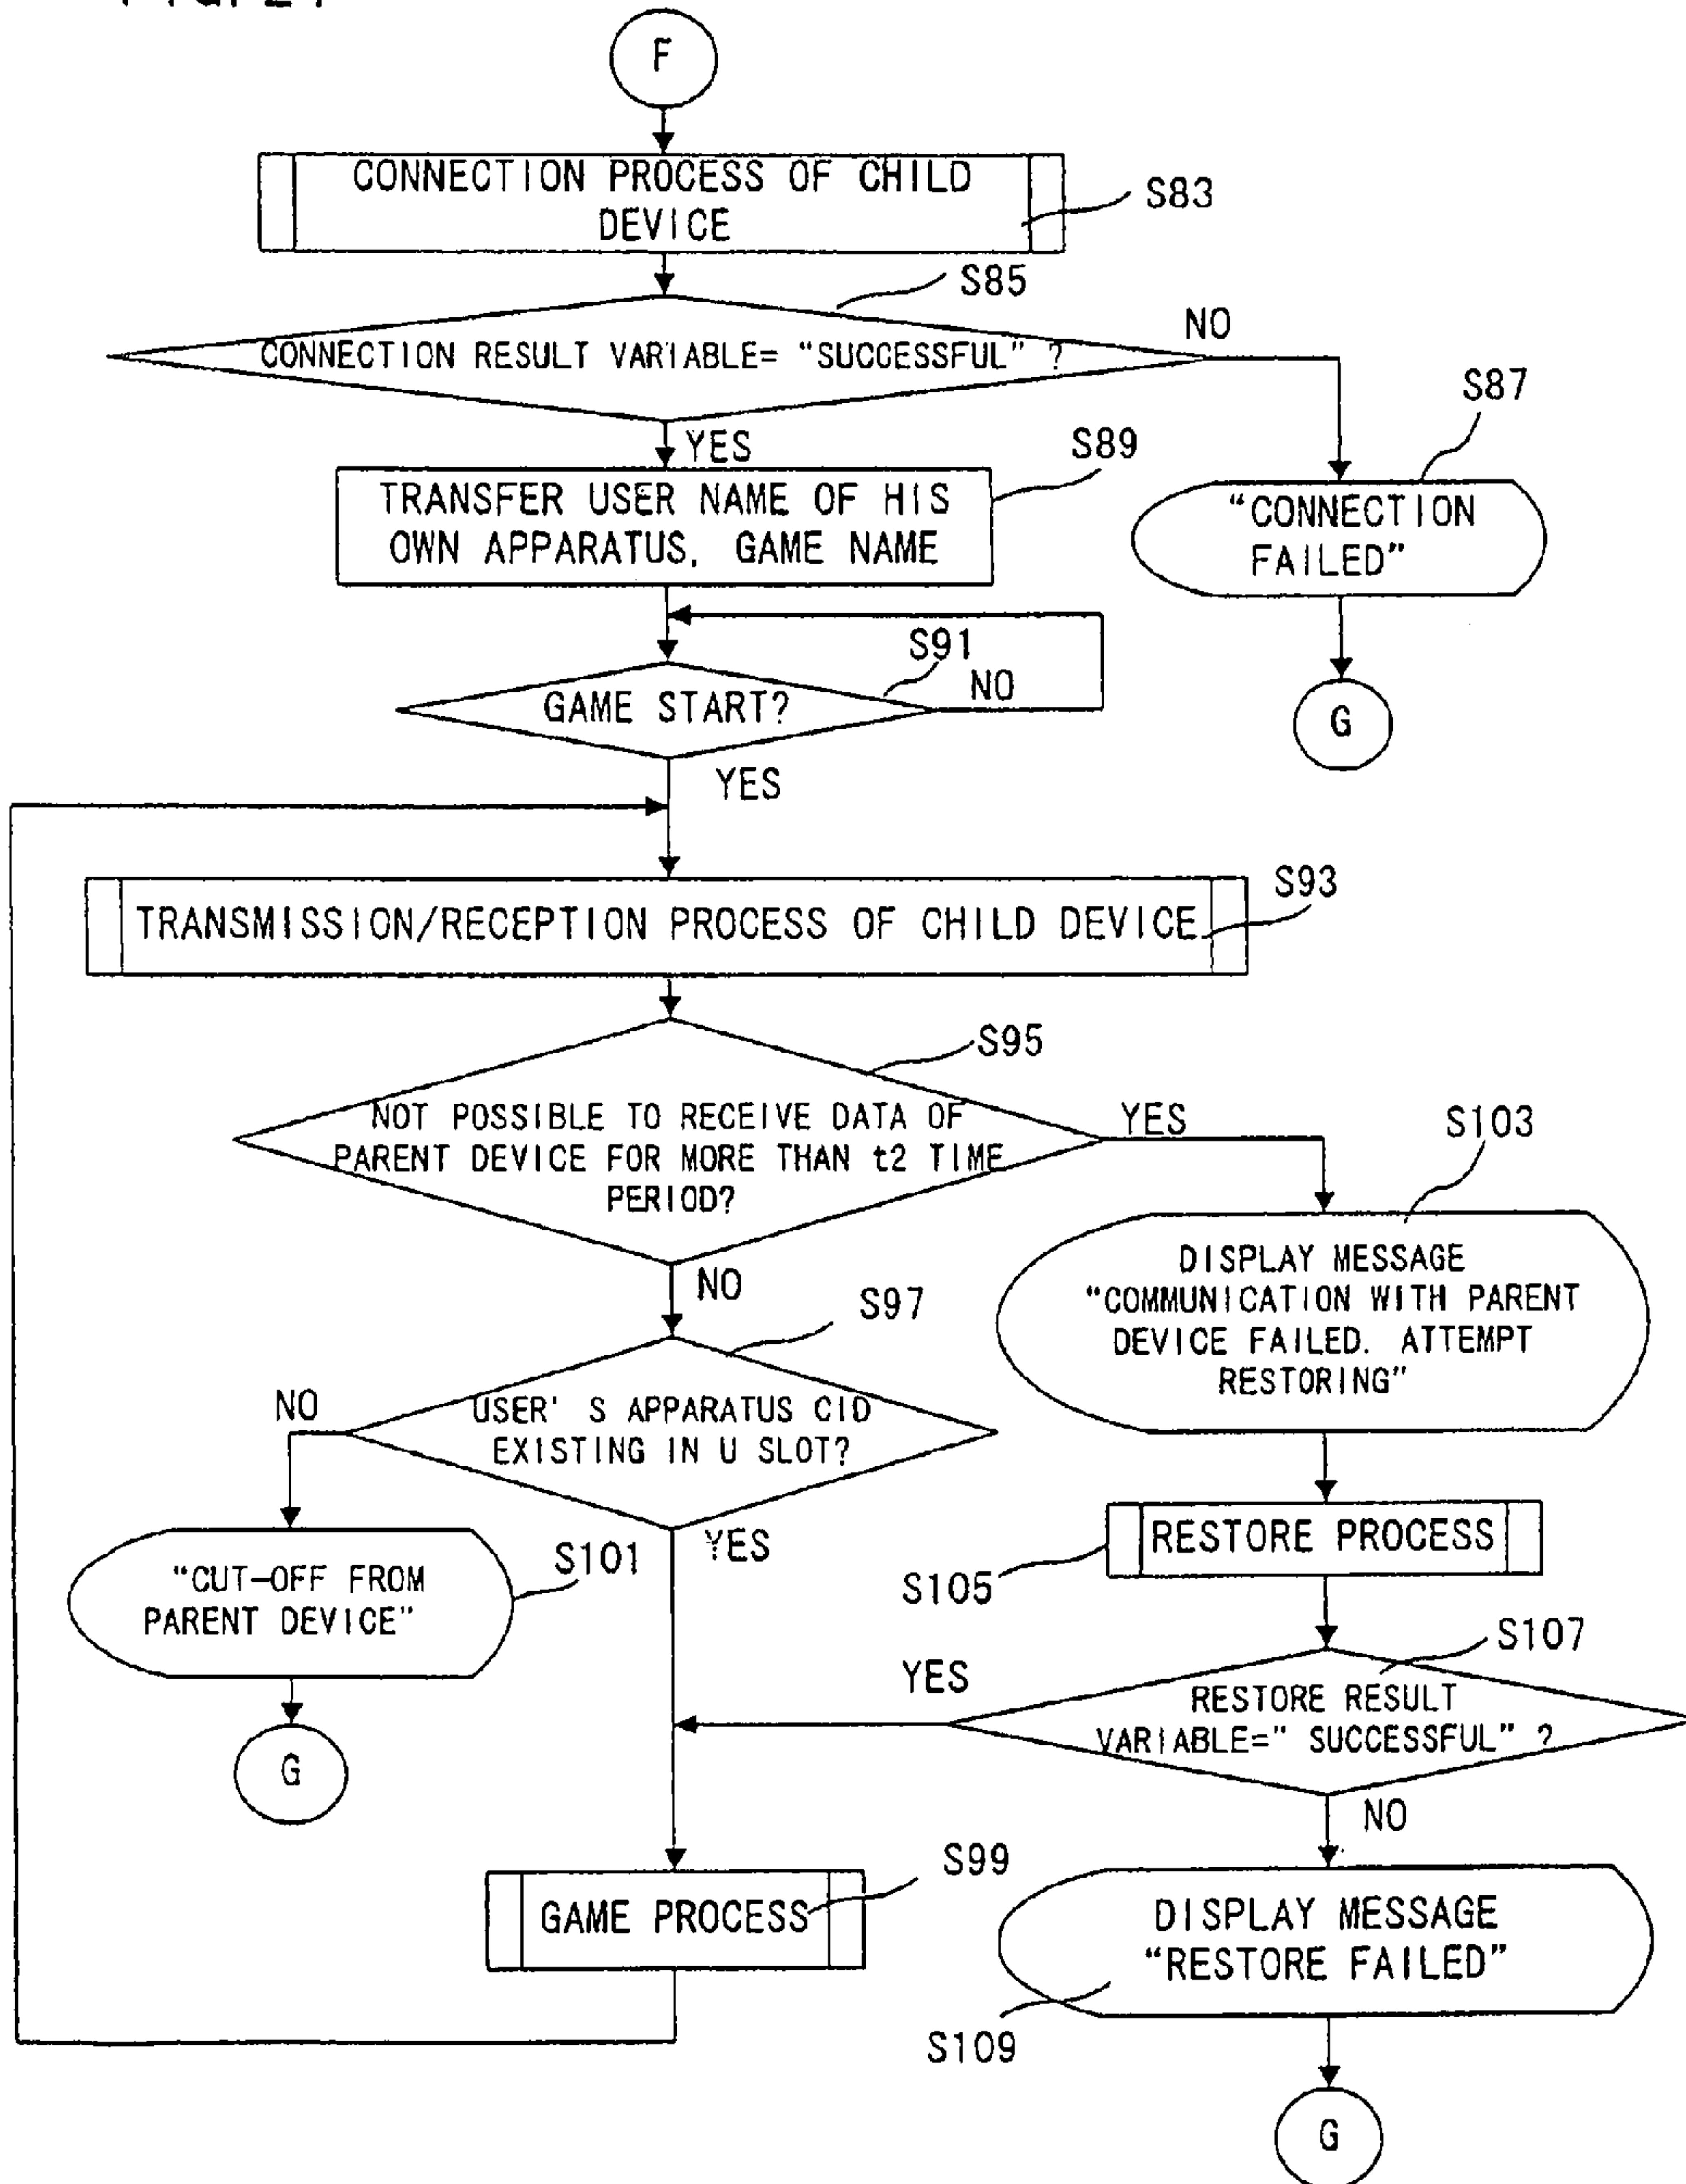 F
CONNECTION PROCESS OF CHILD
DEVICE
S83
S85
CONNECTION RESULT VARIABLE= “SUCCESSFUL” ?
NO
YES
S87
“CONNECTION
FAILED”
G
S89
TRANSFER USER NAME OF HIS
OWN APPARATUS, GAME NAME
S91
GAME START?
NO
YES
S93
TRANSMISSION/RECEPTION PROCESS OF CHILD DEVICE
S95
NOT POSSIBLE TO RECEIVE DATA OF
PARENT DEVICE FOR MORE THAN t2 TIME
PERIOD?
YES
NO
S103
DISPLAY MESSAGE
“COMMUNICATION WITH PARENT
DEVICE FAILED. ATTEMPT
RESTORING”
S97
USER' S APPARATUS CID
EXISTING IN U SLOT?
NO
YES
S101
“CUT-OFF FROM
PARENT DEVICE”
G
RESTORE PROCESS
S105
S107
RESTORE RESULT
VARIABLE=” SUCCESSFUL” ?
YES
NO
S99
GAME PROCESS
DISPLAY MESSAGE
“RESTORE FAILED”
S109
G